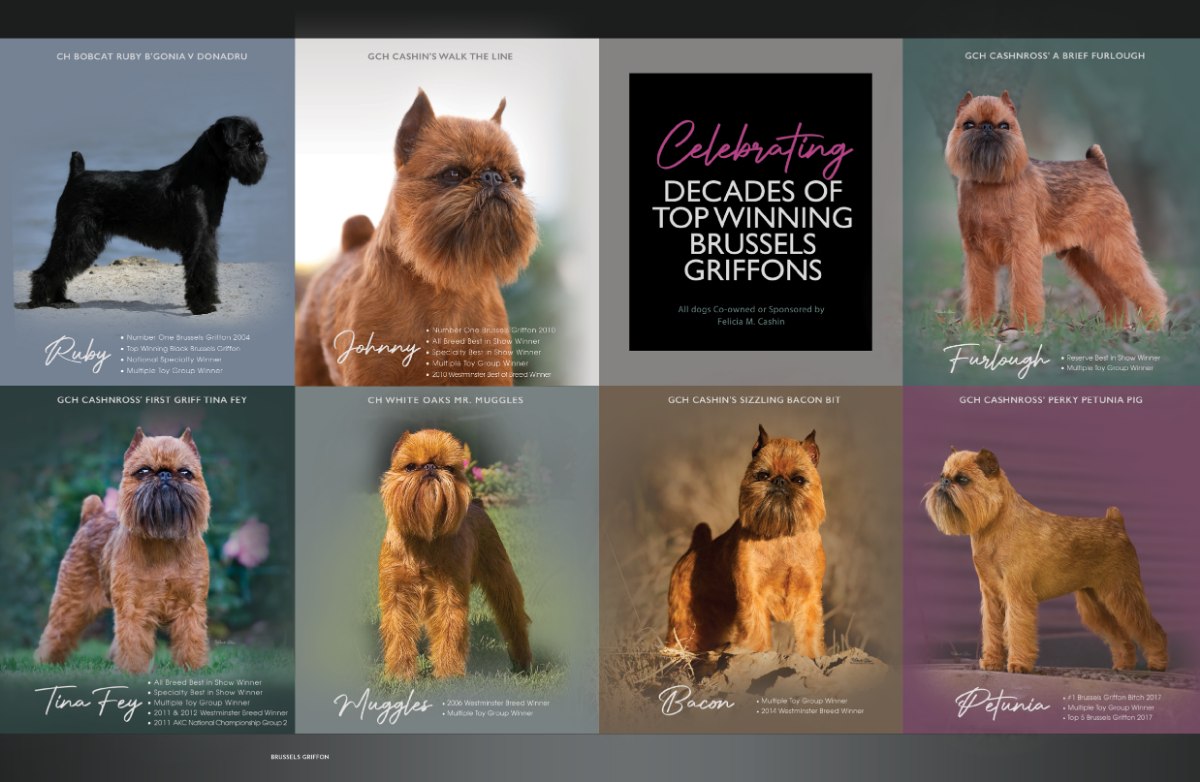 CH BOBCAT RUBY B'GONIA V DONADRU
Ruby
• Number One Brussels Griffon 2004
• Top Winning Black Brussels Griffon
• National Specialty Winner
• Multiple Toy Group Winner
GCH CASHIN'S WALK THE LINE
Johnny
• Number One Brussels Griffon 2010
• All Breed Best in Show Winner
• Specialty Best in Show Winner
• Multiple Toy Group Winner
• 2010 Westminster Best of Breed Winner
Celebrating
DECADES OF
TOP WINNING
BRUSSELS
GRIFFONS
All dogs Co-owned or Sponsored by
Felicia M. Cashin
GCH CASHNROSS' A BRIEF FURLOUGH
Furlough
• Reserve Best in Show Winner
• Multiple Toy Group Winner
GCH CASHNROSS' FIRST GRIFF TINA FEY
Tina Fey
• All Breed Best in Show Winner
• Specialty Best in Show Winner
• Multiple Toy Group Winner
• 2011 & 2012 Westminster Breed Winner
• 2011 AKC National Championship Group 2
CH WHITE OAKS MR. MUGGLES
Muggles
• 2006 Westminster Breed Winner
• Multiple Toy Group Winner
GCH CASHIN'S SIZZLING BACON BIT
Bacon
• Multiple Toy Group Winner
• 2014 Westminster Breed Winner
GCH CASHNROSS' PERKY PETUNIA PIG
Petunia
• #1 Brussels Griffon Bitch 2017
• Multiple Toy Group Winner
• Top 5 Brussels Griffon 2017
BRUSSELS GRIFFON